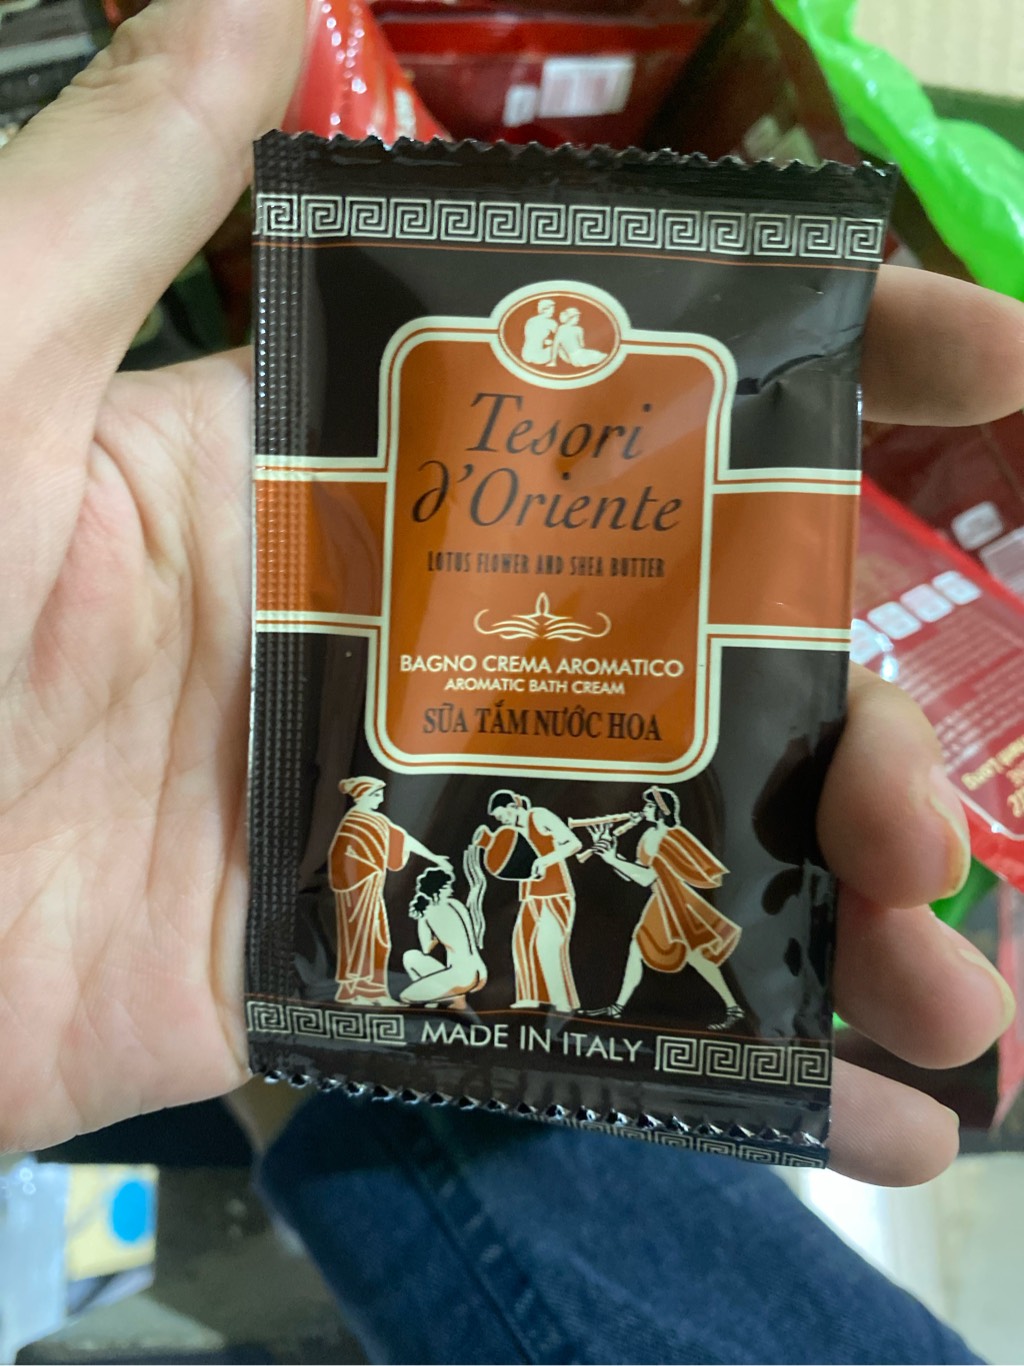 Tesori
d'Oriente
LOTUS FLOWER AND SHEA BUTTER
BAGNO CREMA AROMATICO
AROMATIC BATH CREAM
SỮA TẮM NƯỚC HOA
MADE IN ITALY